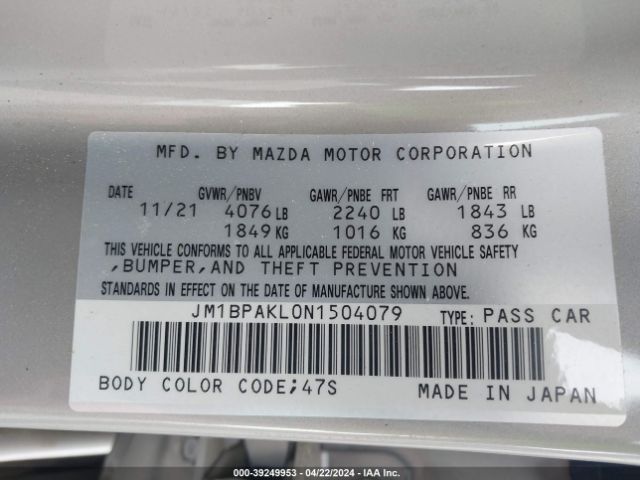 MFD. BY MAZDA MOTOR CORPORATION
DATE GVWR/PNBV GAWR/PNBE FRT GAWR/PNBE RR
11/21 4076 LB 2240 LB 1843 LB
1849 KG 1016 KG 836 KG
THIS VEHICLE CONFORMS TO ALL APPLICABLE FEDERAL MOTOR VEHICLE SAFETY
,BUMPER,AND THEFT PREVENTION
STANDARDS IN EFFECT ON THE DATE OF MANUFACTURE SHOWN ABOVE.
JM1BPAKL0N1504079 TYPE: PASS CAR
BODY COLOR CODE;47S MADE IN JAPAN
000-39249953 - 04/22/2024 - IAA Inc.